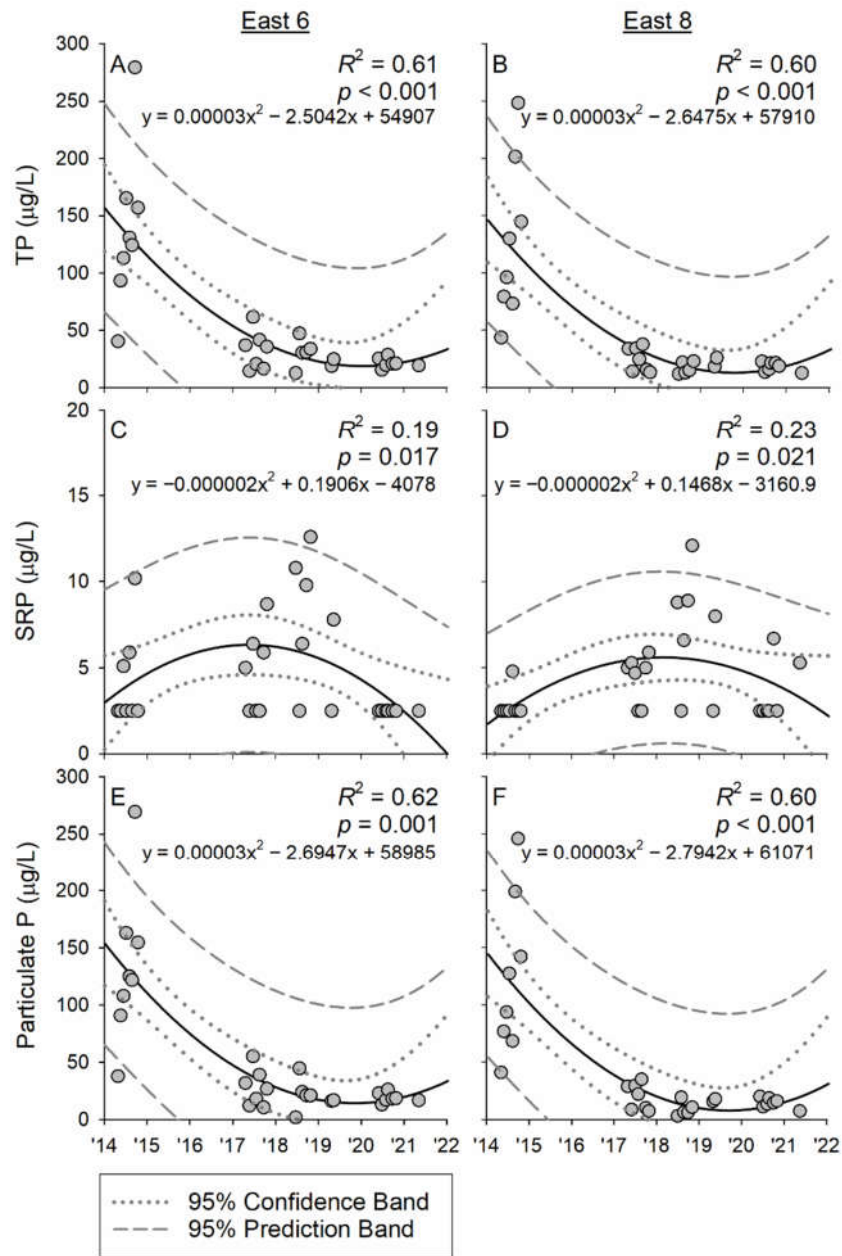 East 6
East 8
A
R² = 0.61
p < 0.001
y = 0.00003x² − 2.5042x + 54907
B
R² = 0.60
p < 0.001
y = 0.00003x² − 2.6475x + 57910
TP (µg/L)
300
250
200
150
100
50
0
C
R² = 0.19
p = 0.017
y = −0.000002x² + 0.1906x − 4078
D
R² = 0.23
p = 0.021
y = −0.000002x² + 0.1468x − 3160.9
SRP (µg/L)
20
15
10
5
0
E
R² = 0.62
p = 0.001
y = 0.00003x² − 2.6947x + 58985
F
R² = 0.60
p < 0.001
y = 0.00003x² − 2.7942x + 61071
Particulate P (µg/L)
300
250
200
150
100
50
0
'14 '15 '16 '17 '18 '19 '20 '21 '22
'14 '15 '16 '17 '18 '19 '20 '21 '22
95% Confidence Band
95% Prediction Band